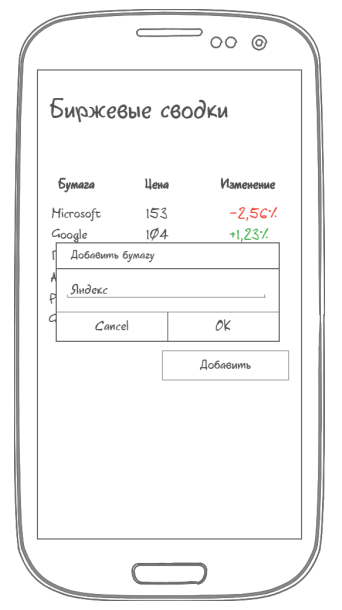 Биржевые сводки
Бумага Цена Изменение
Microsoft 153 -2,56%
Google 104 +1,23%
Добавить бумагу
Яндекс
Cancel OK
Добавить